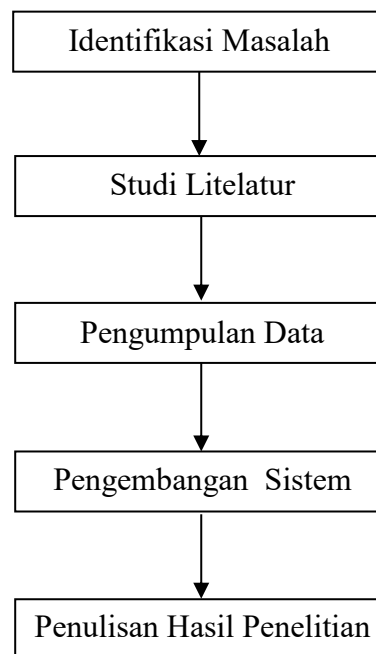 Identifikasi Masalah
Studi Litelatur
Pengumpulan Data
Pengembangan  Sistem
Penulisan Hasil Penelitian